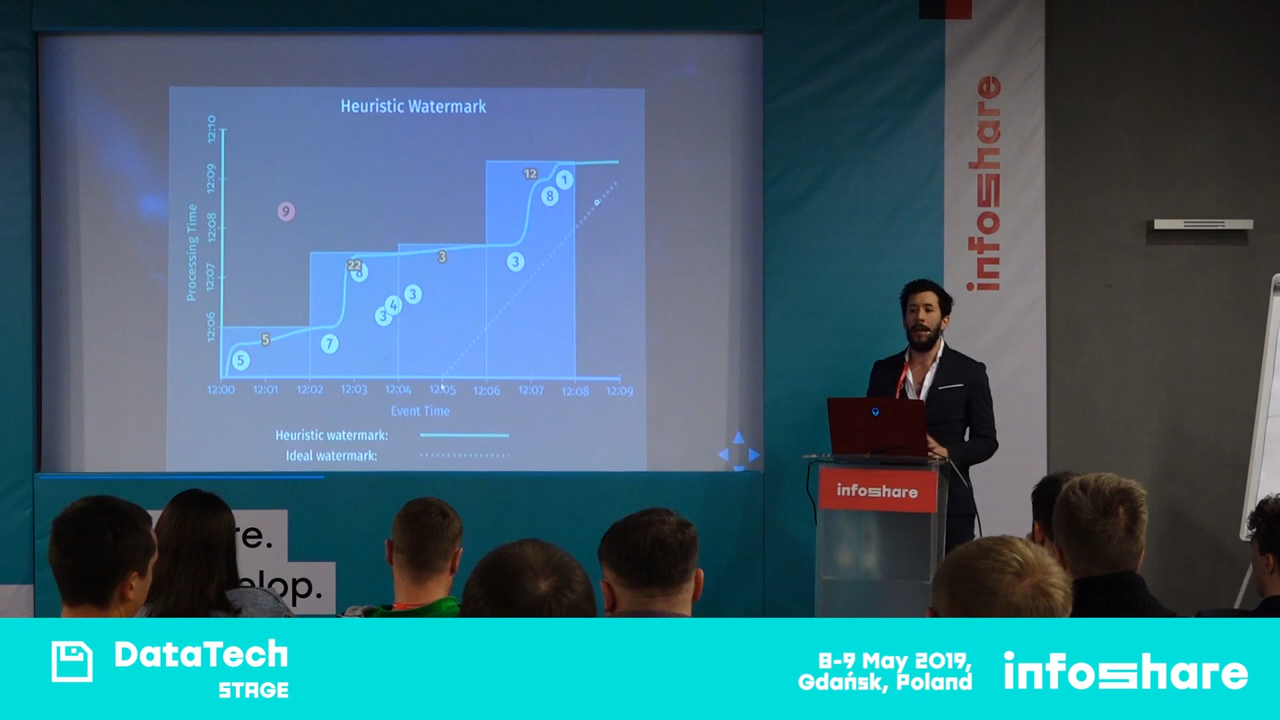 Heuristic Watermark
12:10
12:09
12:08
12:07
12:06
Processing Time
9
12
1
8
22
3
3
3
4
3
5
7
5
12:00 12:01 12:02 12:03 12:04 12:05 12:06 12:07 12:08 12:09
Event Time
Heuristic watermark:
Ideal watermark:
infoshare
infoshare
re.
elop.
DataTech
STAGE
8-9 May 2019,
Gdańsk, Poland
infoshare